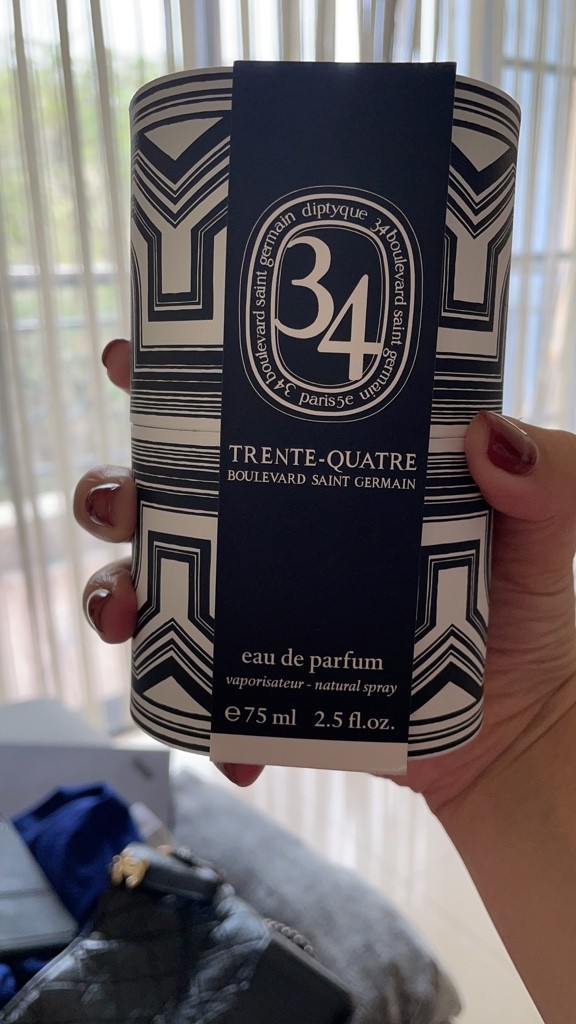 34 boulevard saint germain diptyque 34 boulevard saint germain paris 5e
34
TRENTE-QUATRE
BOULEVARD SAINT GERMAIN
eau de parfum
vaporisateur - natural spray
℮75 ml 2.5 fl.oz.